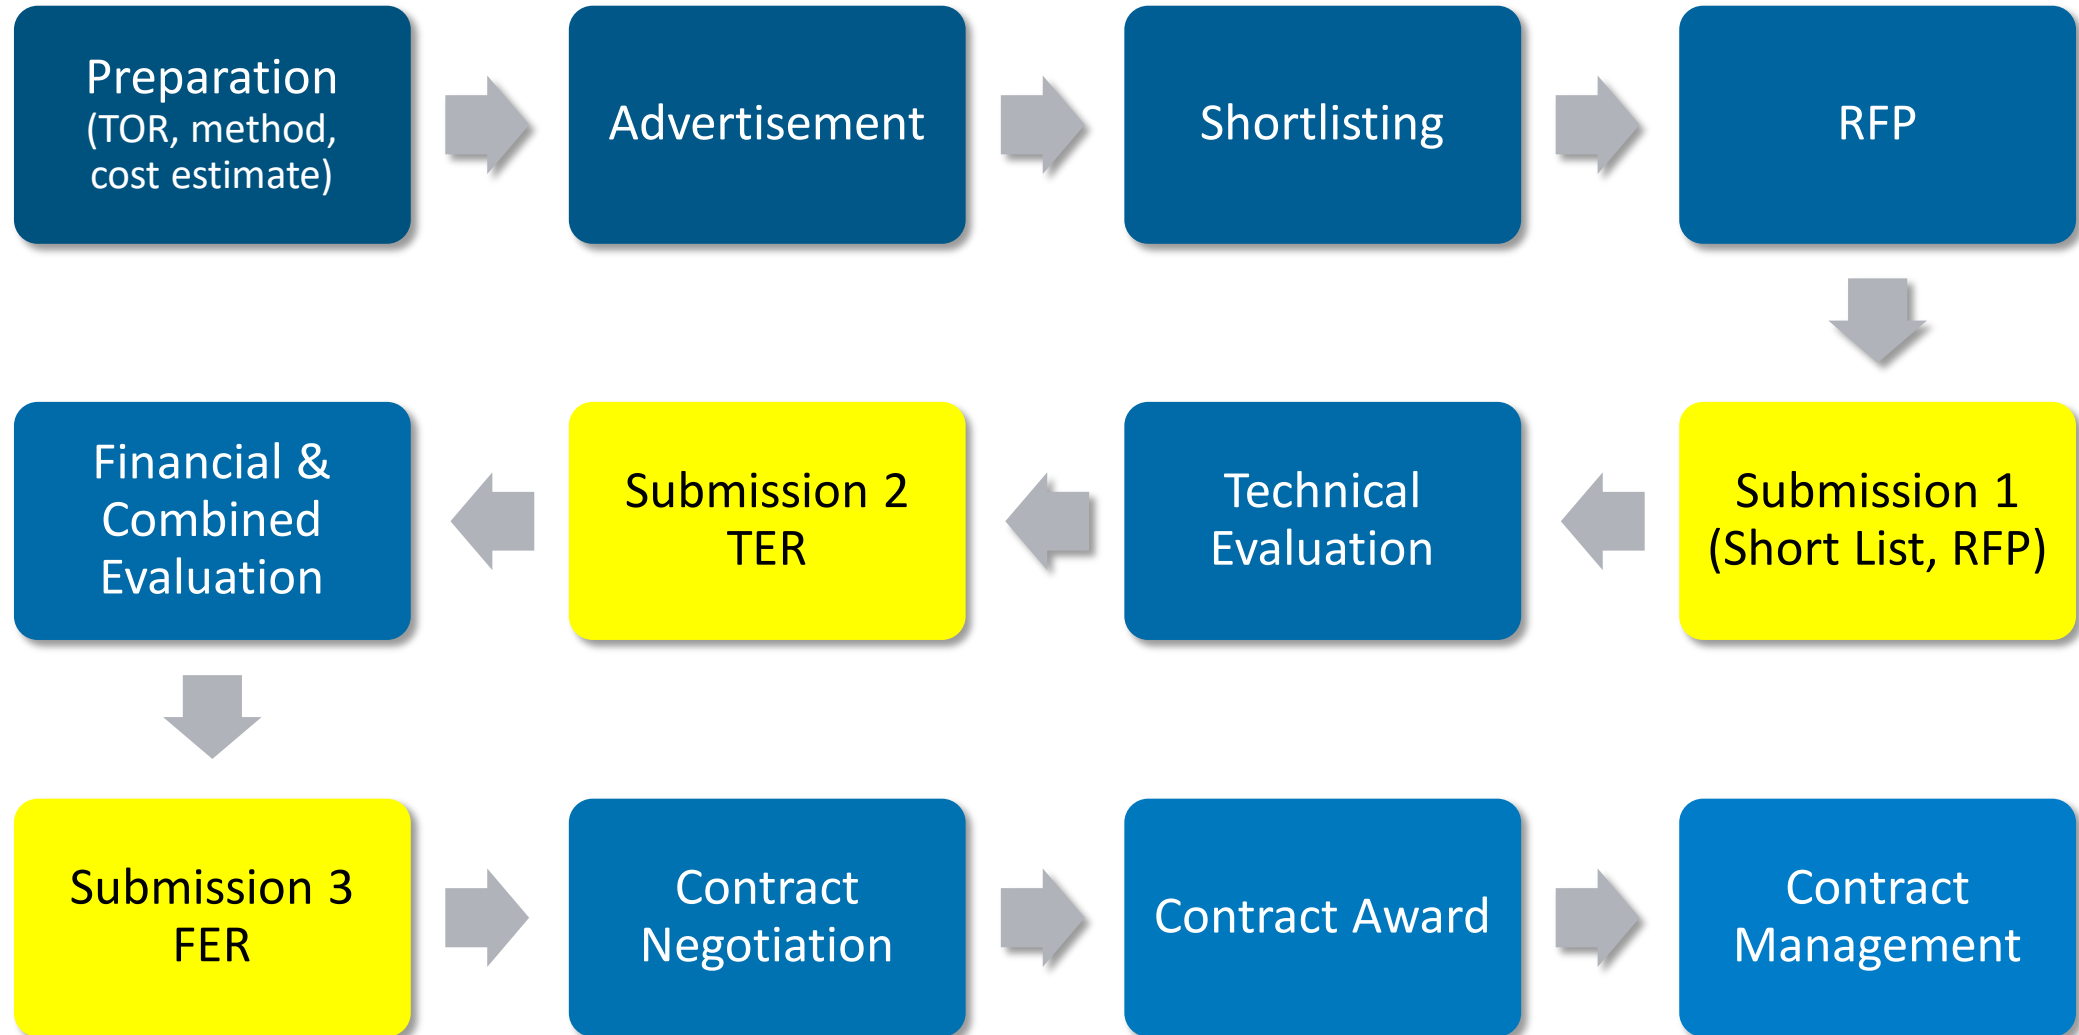 Preparation
(TOR, method,
cost estimate)
Advertisement
Shortlisting
RFP
Submission 1
(Short List, RFP)
Technical
Evaluation
Submission 2
TER
Financial &
Combined
Evaluation
Submission 3
FER
Contract
Negotiation
Contract Award
Contract
Management